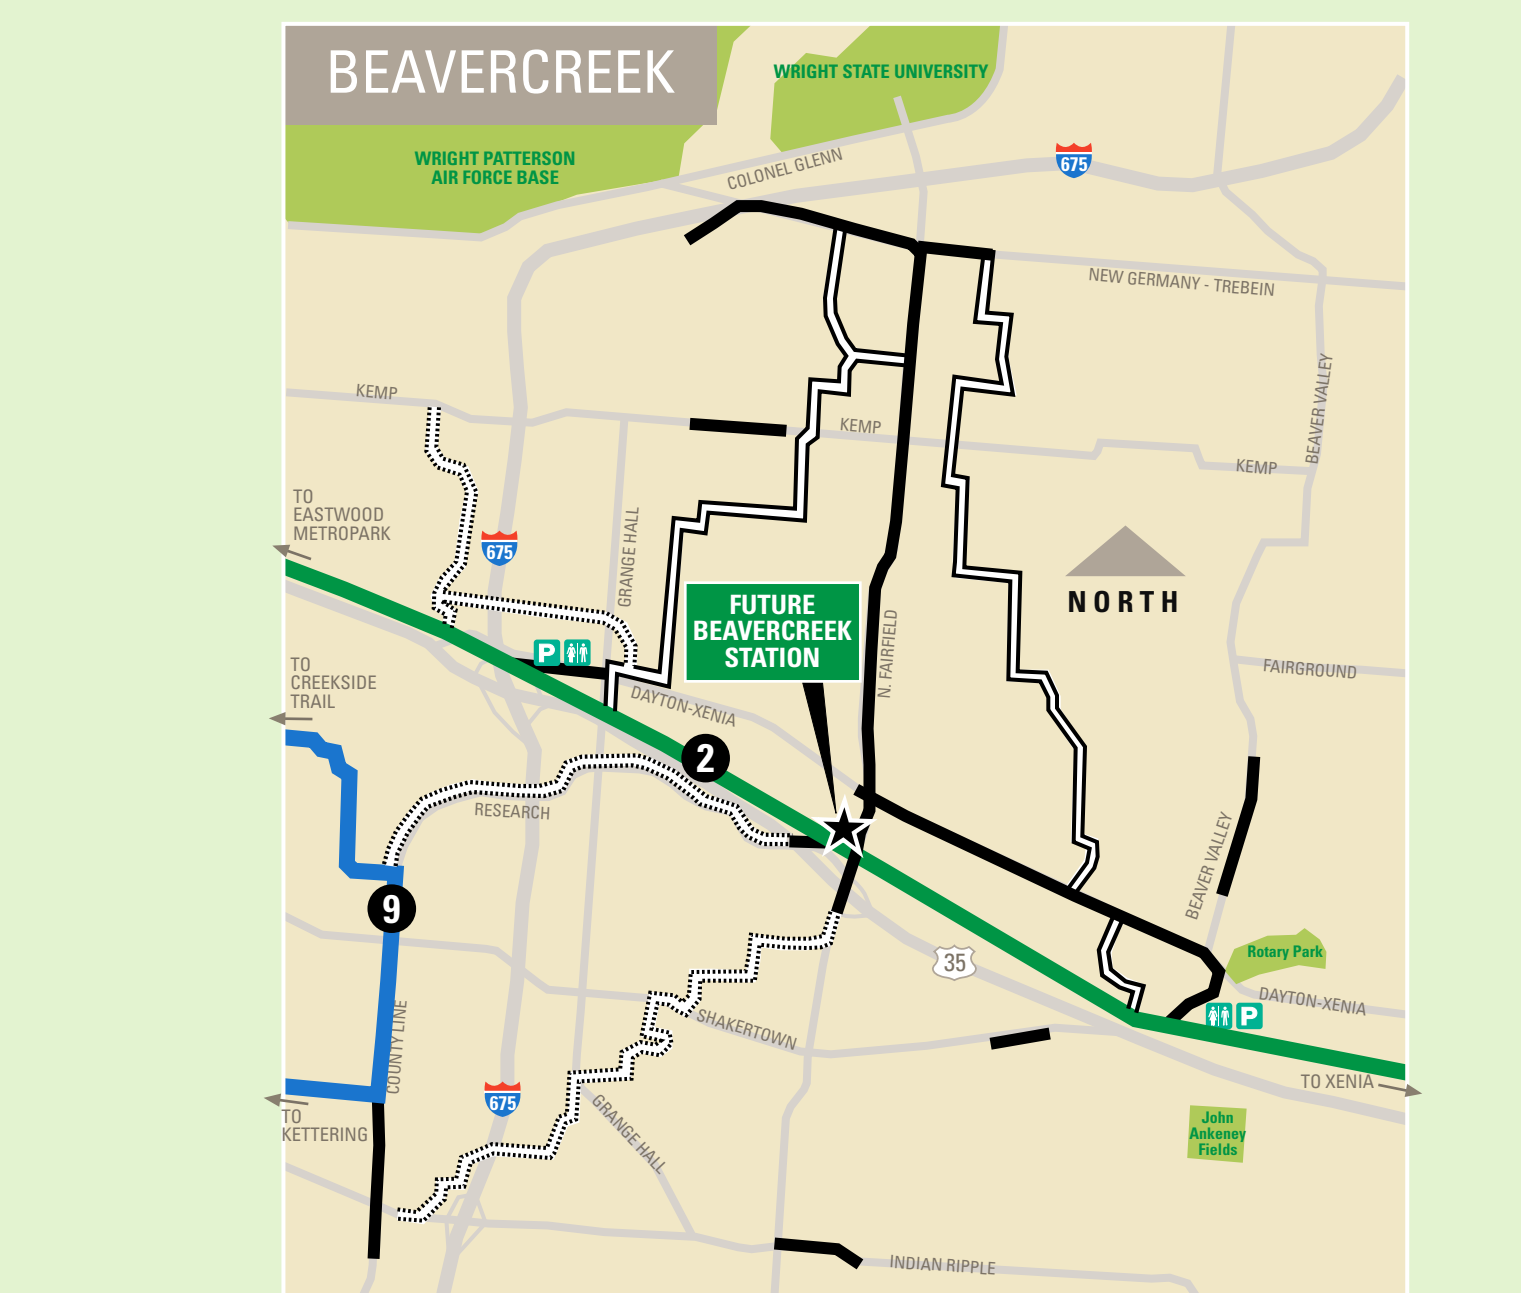 BEAVERCREEK
WRIGHT STATE UNIVERSITY
WRIGHT PATTERSON
AIR FORCE BASE
COLONEL GLENN
675
NEW GERMANY - TREBEIN
KEMP
KEMP
KEMP
BEAVER VALLEY
TO
EASTWOOD
METROPARK
675
GRANGE HALL
NORTH
FUTURE
BEAVERCREEK
STATION
N. FAIRFIELD
P
FAIRGROUND
TO
CREEKSIDE
TRAIL
DAYTON-XENIA
2
RESEARCH
BEAVER VALLEY
9
35
Rotary Park
DAYTON-XENIA
P
COUNTY LINE
SHAKERTOWN
TO XENIA
675
TO
KETTERING
GRANGE HALL
John
Ankeney
Fields
INDIAN RIPPLE